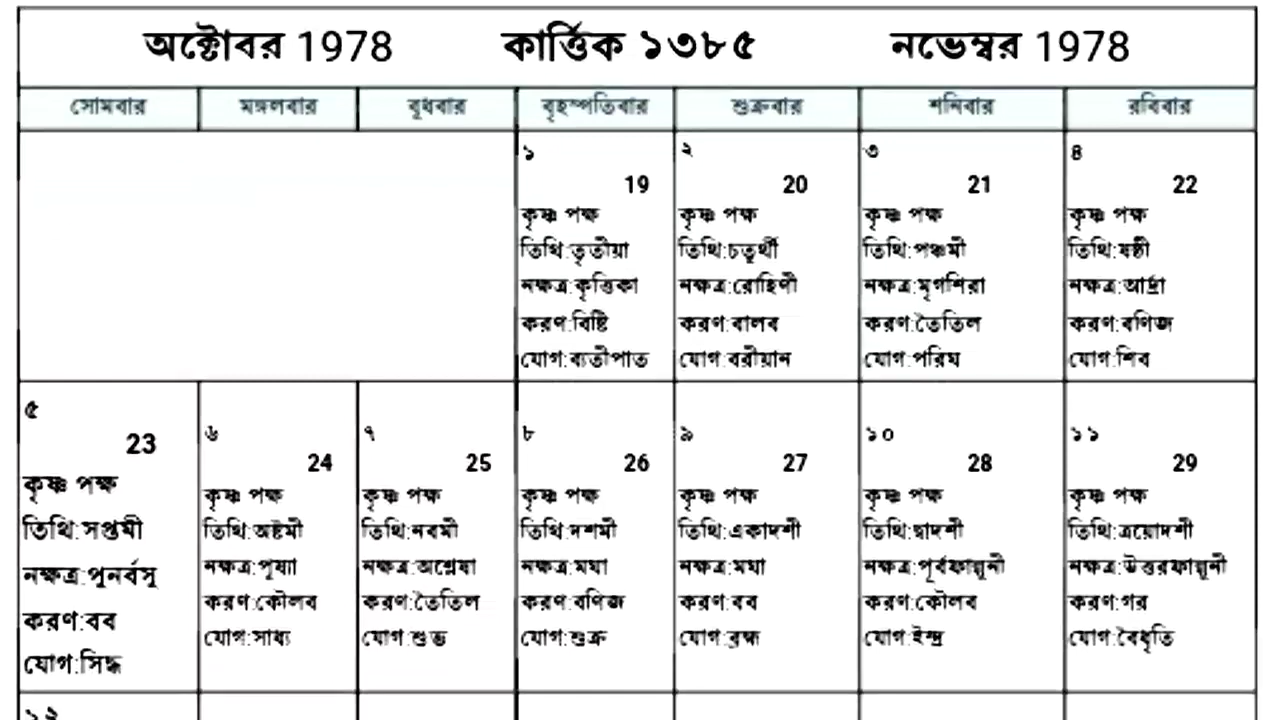 অক্টোবর 1978 কার্ত্তিক ১৩৮৫ নভেম্বর 1978
সোমবার মঙ্গলবার বুধবার বৃহস্পতিবার শুক্রবার শনিবার রবিবার
১ ২ ৩ ৪
19 20 21 22
কৃষ্ণ পক্ষ কৃষ্ণ পক্ষ কৃষ্ণ পক্ষ কৃষ্ণ পক্ষ
তিথি:তৃতীয়া তিথি:চতুর্থী তিথি:পঞ্চমী তিথি:ষষ্ঠী
নক্ষত্র:কৃত্তিকা নক্ষত্র:রোহিণী নক্ষত্র:মৃগশিরা নক্ষত্র:আর্দ্রা
করণ:বিষ্টি করণ:বালব করণ:তৈতিল করণ:বণিজ
যোগ:ব্যতীপাত যোগ:বরীয়ান যোগ:পরিঘ যোগ:শিব
৫ ৬ ৭ ৮ ৯ ১০ ১১
23 24 25 26 27 28 29
কৃষ্ণ পক্ষ কৃষ্ণ পক্ষ কৃষ্ণ পক্ষ কৃষ্ণ পক্ষ কৃষ্ণ পক্ষ কৃষ্ণ পক্ষ কৃষ্ণ পক্ষ
তিথি:সপ্তমী তিথি:অষ্টমী তিথি:নবমী তিথি:দশমী তিথি:একাদশী তিথি:দ্বাদশী তিথি:ত্রয়োদশী
নক্ষত্র:পুনর্বসু নক্ষত্র:পূষ্যা নক্ষত্র:অশ্লেষা নক্ষত্র:মঘা নক্ষত্র:মঘা নক্ষত্র:পূর্বফাল্গুনী নক্ষত্র:উত্তরফাল্গুনী
করণ:বব করণ:কৌলব করণ:তৈতিল করণ:বণিজ করণ:বব করণ:কৌলব করণ:গর
যোগ:সিদ্ধ যোগ:সাধ্য যোগ:শুভ যোগ:শুক্র যোগ:ব্রহ্ম যোগ:ইন্দ্র যোগ:বৈধৃতি
১২